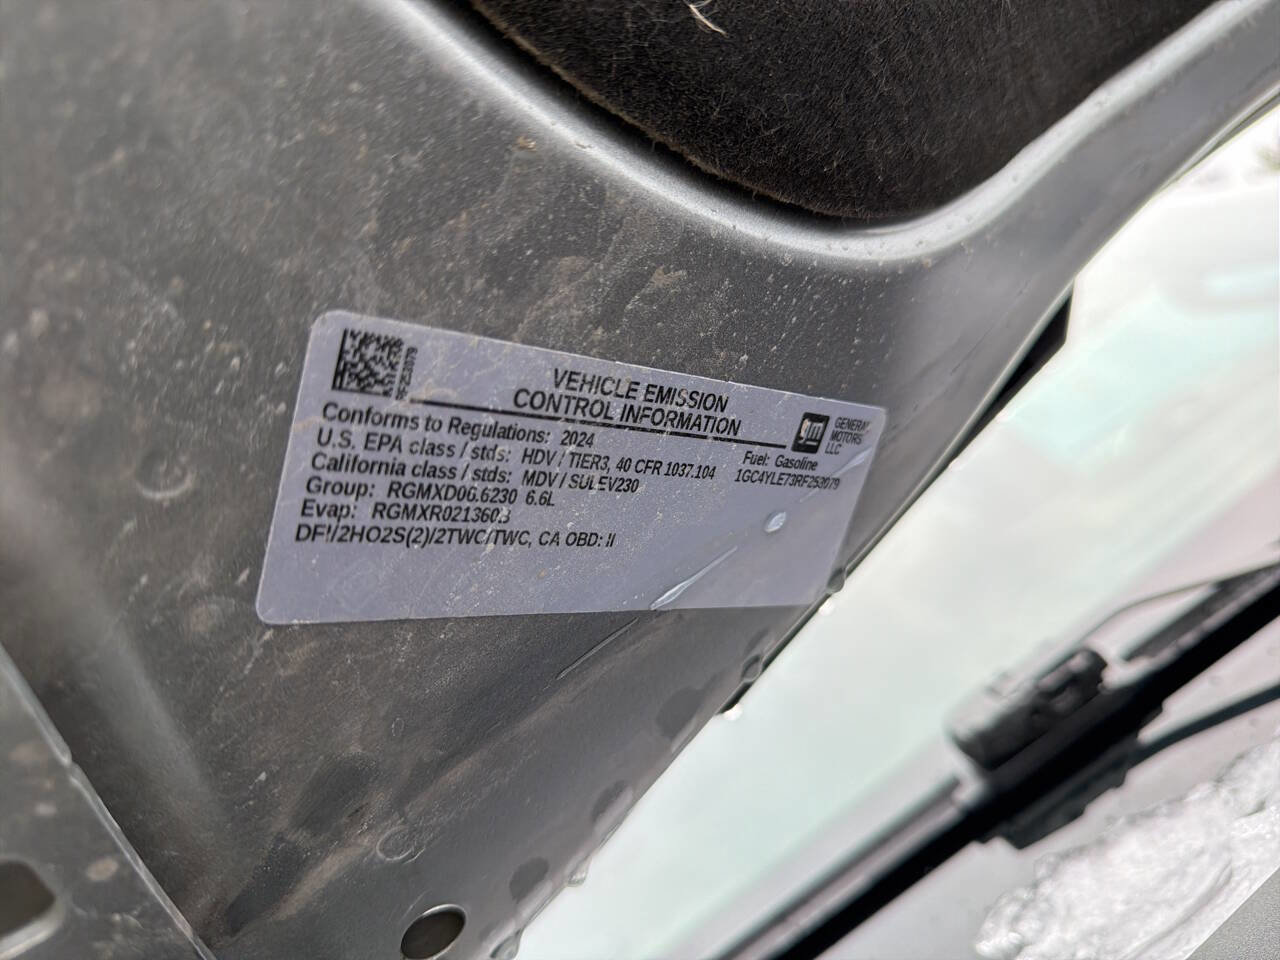 RF253079
VEHICLE EMISSION
CONTROL INFORMATION
gm GENERAL MOTORS LLC
Conforms to Regulations: 2024
Fuel: Gasoline
U.S. EPA class / stds: HDV / TIER3, 40 CFR 1037.104
1GC4YLE73RF253079
California class / stds: MDV / SULEV230
Group: RGMXD06.6230 6.6L
Evap: RGMXR0213603
DFI/2HO2S(2)/2TWC/TWC, CA OBD: II